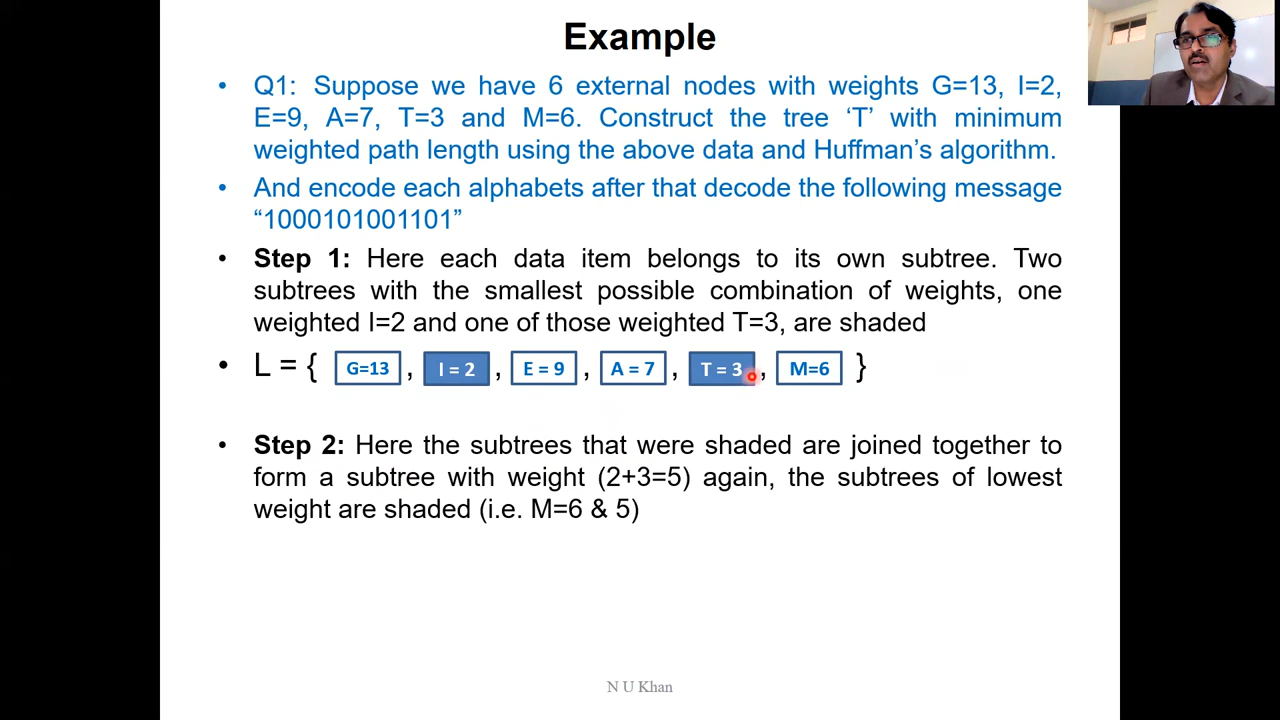 Example
• Q1: Suppose we have 6 external nodes with weights G=13, I=2,
E=9, A=7, T=3 and M=6. Construct the tree ‘T’ with minimum
weighted path length using the above data and Huffman’s algorithm.
• And encode each alphabets after that decode the following message
“1000101001101”
• Step 1: Here each data item belongs to its own subtree. Two
subtrees with the smallest possible combination of weights, one
weighted I=2 and one of those weighted T=3, are shaded
• L = { G=13 , I = 2 , E = 9 , A = 7 , T = 3 , M=6 }
• Step 2: Here the subtrees that were shaded are joined together to
form a subtree with weight (2+3=5) again, the subtrees of lowest
weight are shaded (i.e. M=6 & 5)
N U Khan